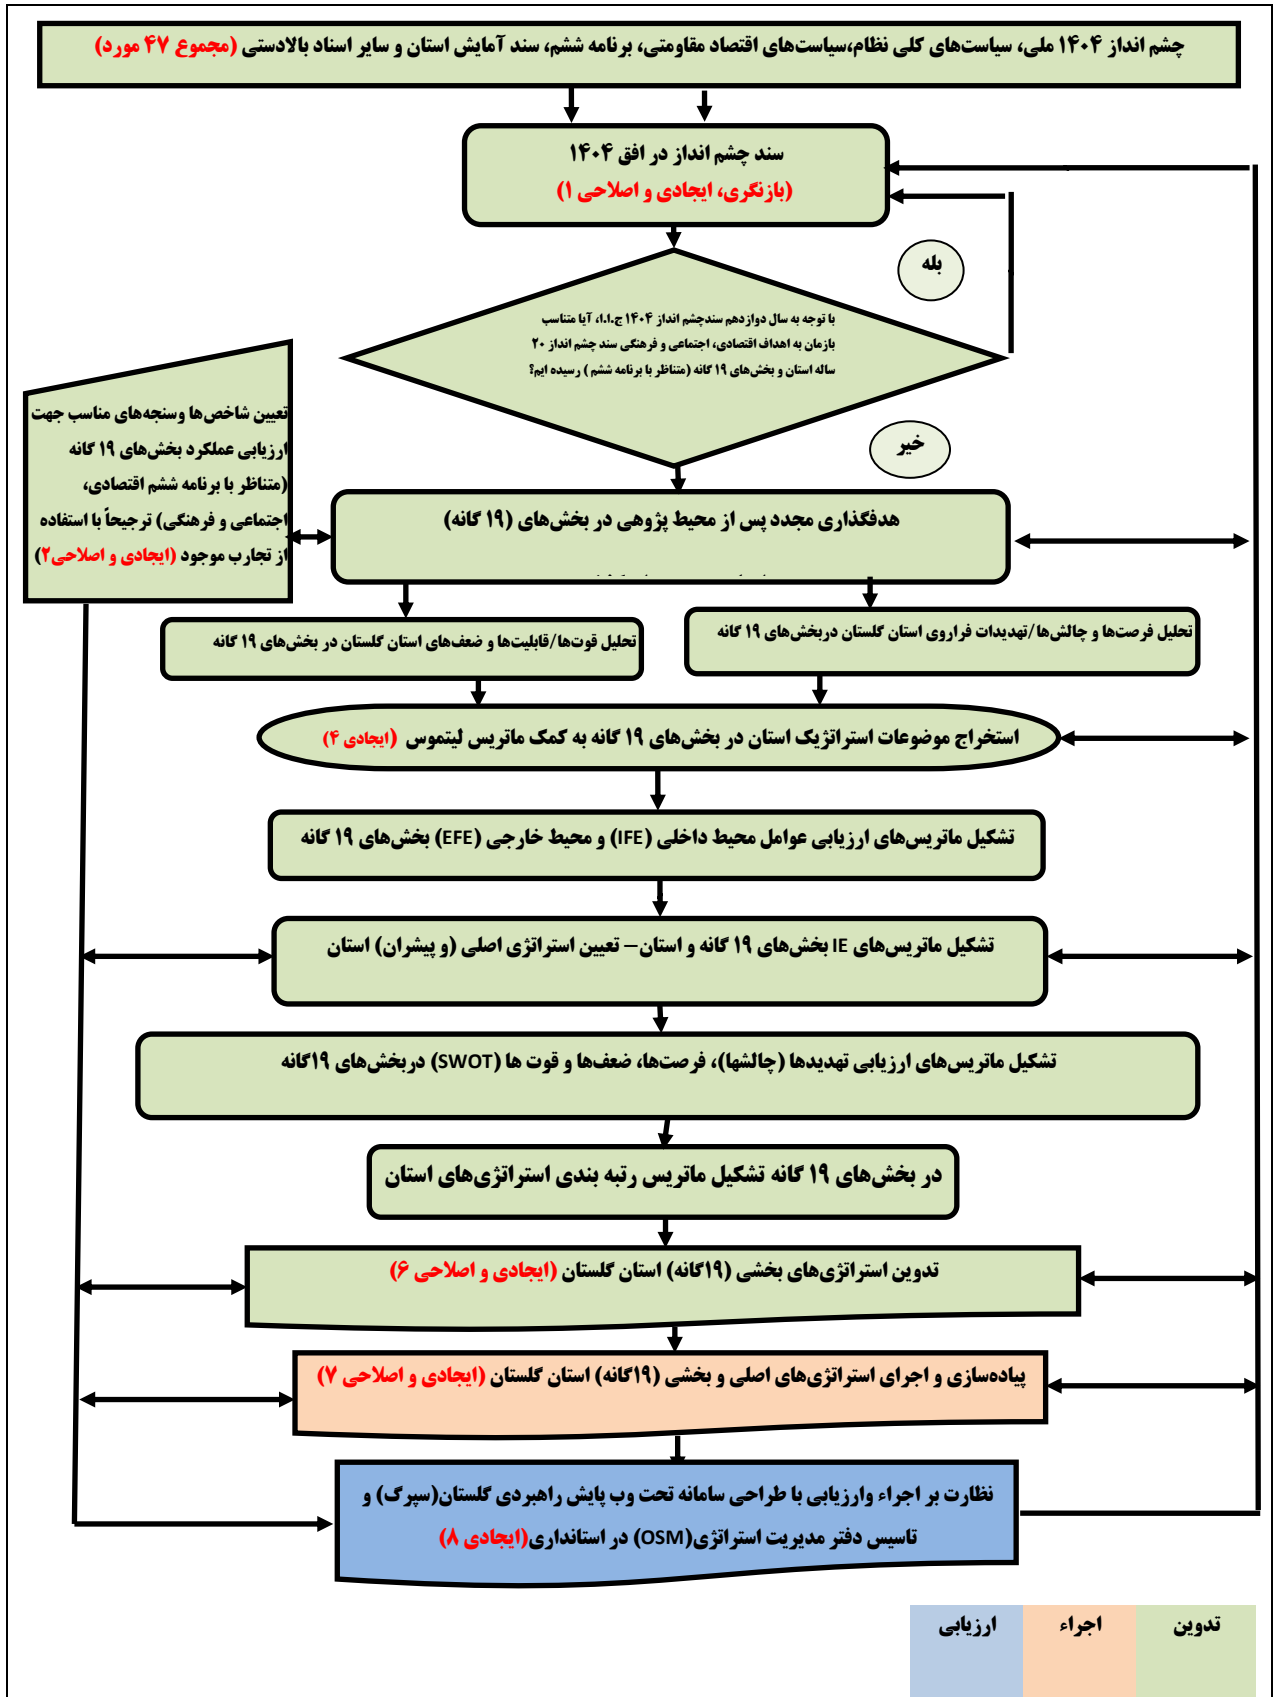 چشم انداز ۱۴۰۴ ملی، سیاست‌های کلی نظام،سیاست‌های اقتصاد مقاومتی، برنامه ششم، سند آمایش استان و سایر اسناد بالادستی (مجموع ۴۷ مورد)
سند چشم انداز در افق ۱۴۰۴
(بازنگری، ایجادی و اصلاحی ۱)
بله
با توجه به سال دوازدهم سندچشم انداز ۱۴۰۴ ج.ا.ا، آیا متناسب
بازمان به اهداف اقتصادی، اجتماعی و فرهنگی سند چشم انداز ۲۰
ساله استان و بخش‌های ۱۹ گانه (متناظر با برنامه ششم ) رسیده ایم؟
خیر
تعیین شاخص‌ها وسنجه‌های مناسب جهت
ارزیابی عملکرد بخش‌های ۱۹ گانه
(متناظر با برنامه ششم اقتصادی،
اجتماعی و فرهنگی) ترجیحاً با استفاده
از تجارب موجود (ایجادی و اصلاحی۲)
هدفگذاری مجدد پس از محیط پژوهی در بخش‌های (۱۹ گانه)
تحلیل فرصت‌ها و چالش‌ها/تهدیدات فراروی استان گلستان دربخش‌های ۱۹ گانه
تحلیل قوت‌ها/قابلیت‌ها و ضعف‌های استان گلستان در بخش‌های ۱۹ گانه
استخراج موضوعات استراتژیک استان در بخش‌های ۱۹ گانه به کمک ماتریس لیتموس (ایجادی ۴)
تشکیل ماتریس‌های ارزیابی عوامل محیط داخلی (IFE) و محیط خارجی (EFE) بخش‌های ۱۹ گانه
تشکیل ماتریس‌های IE بخش‌های ۱۹ گانه و استان– تعیین استراتژی اصلی (و پیشران) استان
تشکیل ماتریس‌های ارزیابی تهدیدها (چالشها)، فرصت‌ها، ضعف‌ها و قوت ها (SWOT) دربخش‌های ۱۹گانه
در بخش‌های ۱۹ گانه تشکیل ماتریس رتبه بندی استراتژی‌های استان
تدوین استراتژی‌های بخشی (۱۹گانه) استان گلستان (ایجادی و اصلاحی ۶)
پیاده‌سازی و اجرای استراتژی‌های اصلی و بخشی (۱۹گانه) استان گلستان (ایجادی و اصلاحی ۷)
نظارت بر اجراء وارزیابی با طراحی سامانه تحت وب پایش راهبردی گلستان(سپرگ) و
تاسیس دفتر مدیریت استراتژی(OSM) در استانداری(ایجادی ۸)
تدوین
اجراء
ارزیابی